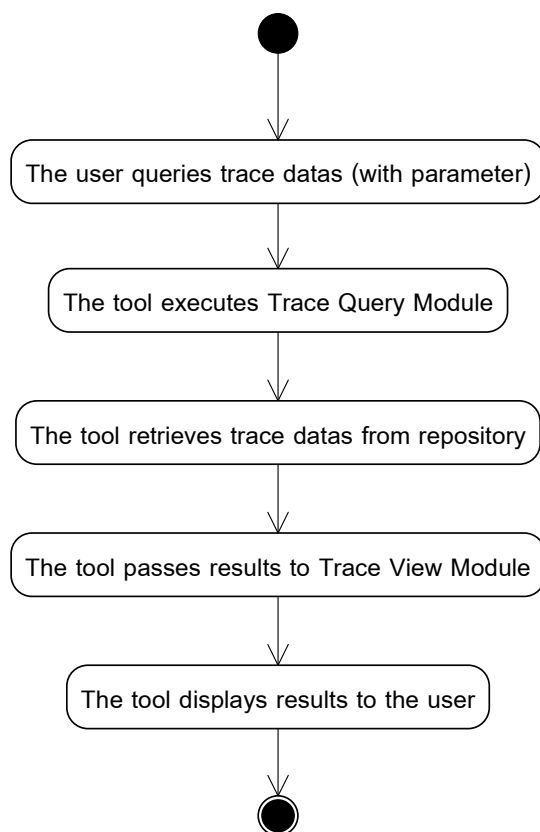 The user queries trace datas (with parameter)
The tool executes Trace Query Module
The tool retrieves trace datas from repository
The tool passes results to Trace View Module
The tool displays results to the user